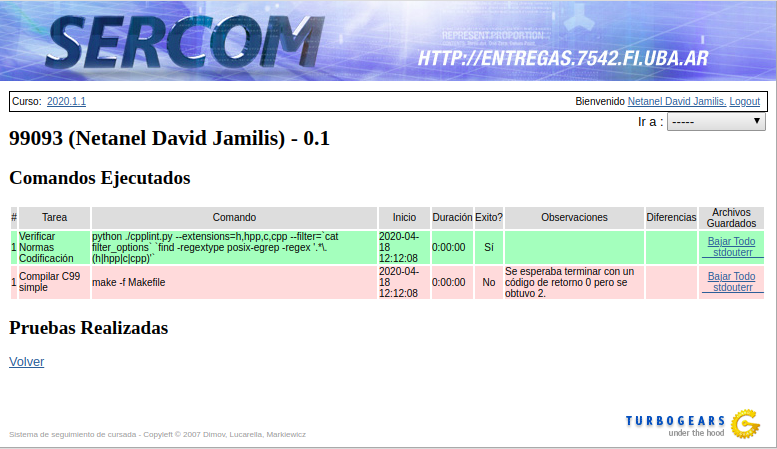 SERCOM
REPRESENT.PROPORTION
HTTP://ENTREGAS.7542.FI.UBA.AR
Curso: 2020.1.1
Bienvenido Netanel David Jamilis. Logout
Ir a : -----
99093 (Netanel David Jamilis) - 0.1
Comandos Ejecutados
# Tarea Comando Inicio Duración Exito? Observaciones Diferencias Archivos Guardados
1 Verificar Normas Codificación python ./cpplint.py --extensions=h,hpp,c,cpp --filter=`cat filter_options` `find -regextype posix-egrep -regex '.*\.(h|hpp|c|cpp)'` 2020-04-18 12:12:08 0:00:00 Sí Bajar Todo stdouterr
1 Compilar C99 simple make -f Makefile 2020-04-18 12:12:08 0:00:00 No Se esperaba terminar con un código de retorno 0 pero se obtuvo 2. Bajar Todo stdouterr
Pruebas Realizadas
Volver
TURBOGEARS
under the hood
Sistema de seguimiento de cursada - Copyleft © 2007 Dimov, Lucarella, Markiewicz